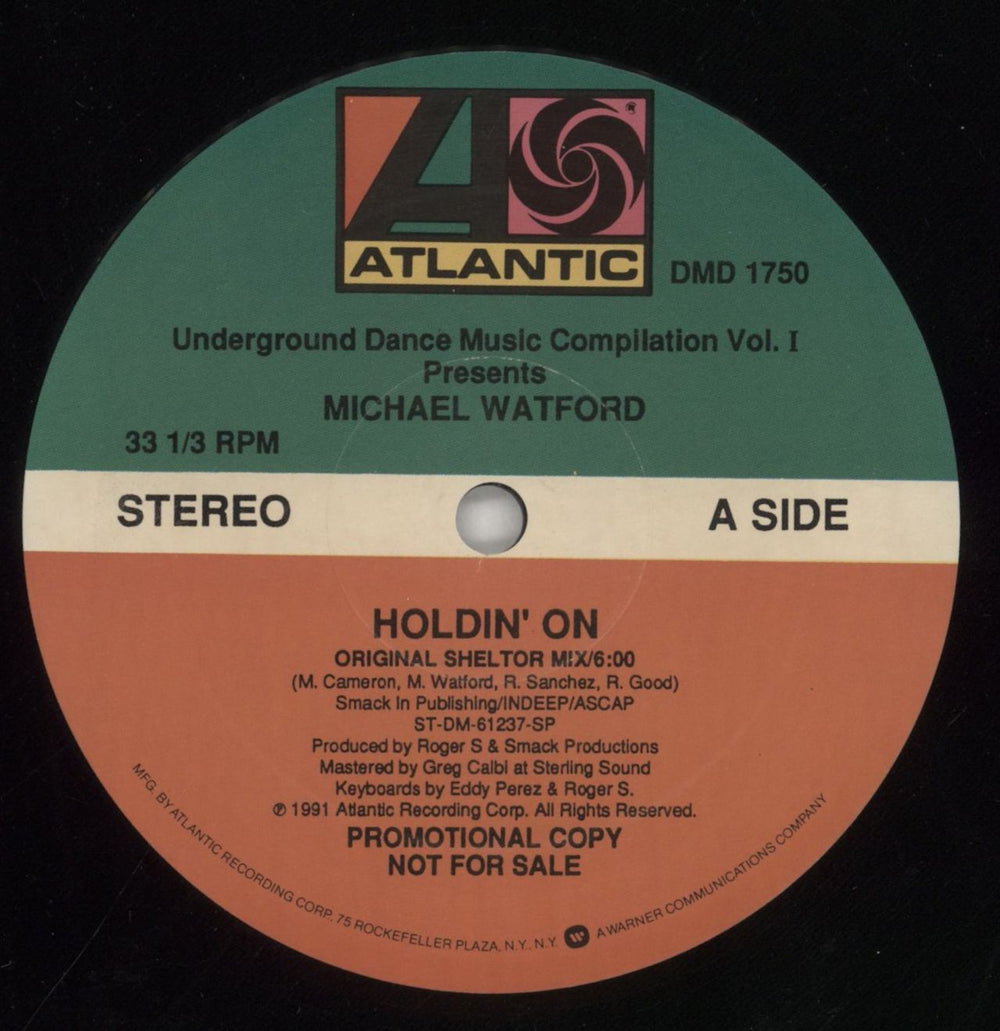 ATLANTIC
®
DMD 1750
Underground Dance Music Compilation Vol. I
Presents
MICHAEL WATFORD
33 1/3 RPM
STEREO
A SIDE
HOLDIN' ON
ORIGINAL SHELTOR MIX/6:00
(M. Cameron, M. Watford, R. Sanchez, R. Good)
Smack In Publishing/INDEEP/ASCAP
ST-DM-61237-SP
Produced by Roger S & Smack Productions
Mastered by Greg Calbi at Sterling Sound
Keyboards by Eddy Perez & Roger S.
℗ 1991 Atlantic Recording Corp. All Rights Reserved.
PROMOTIONAL COPY
NOT FOR SALE
MFG. BY ATLANTIC RECORDING CORP., 75 ROCKEFELLER PLAZA, N.Y., N.Y. A WARNER COMMUNICATIONS COMPANY